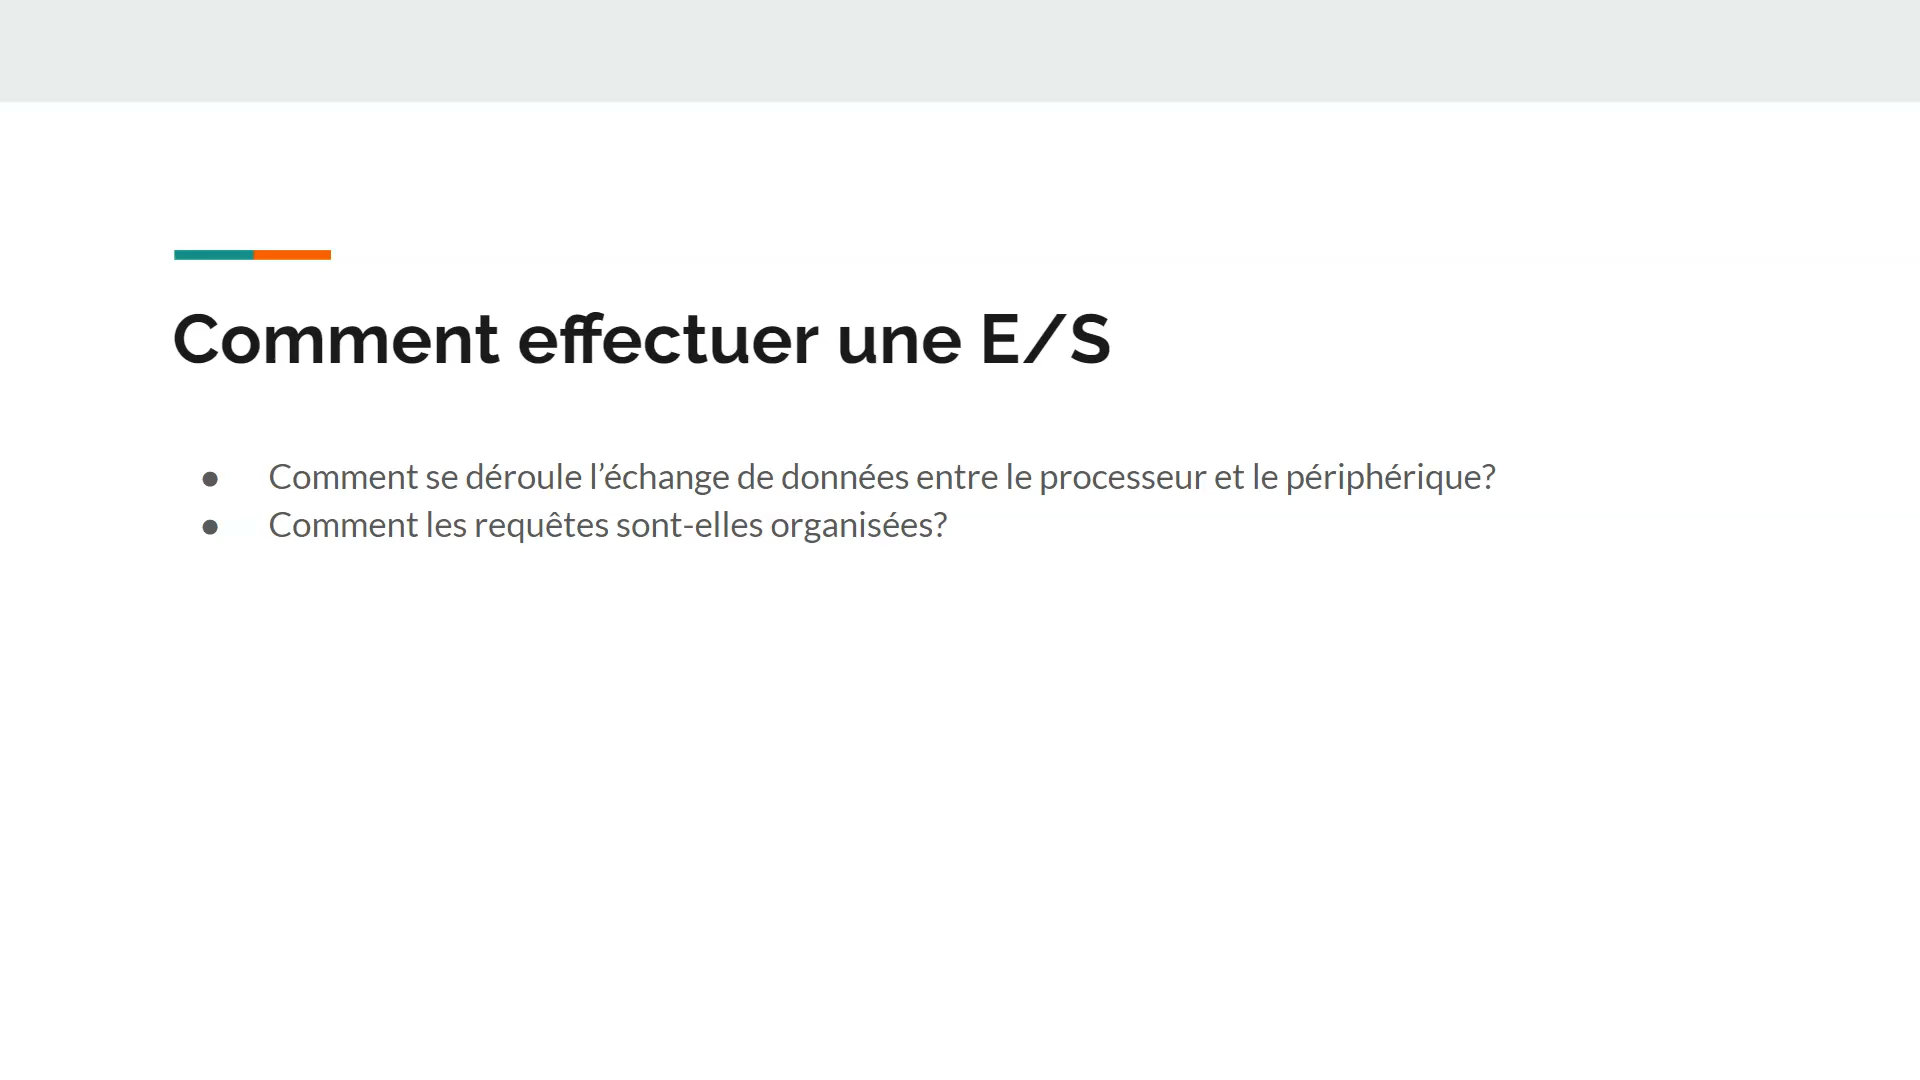 Comment effectuer une E/S
● Comment se déroule l’échange de données entre le processeur et le périphérique?
● Comment les requêtes sont-elles organisées?